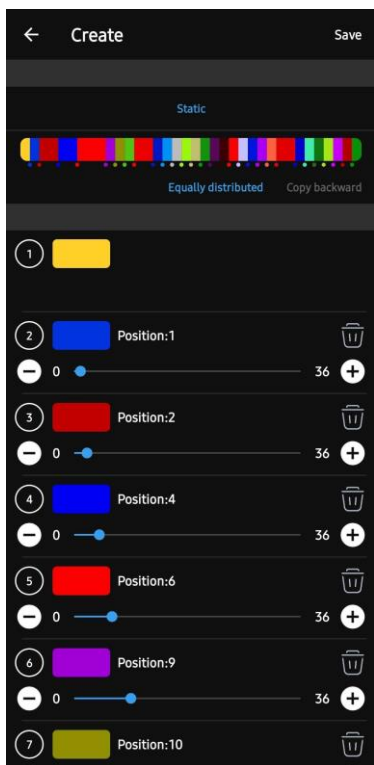 Create Save
Static
Equally distributed Copy backward
1
2 Position:1
0 36
3 Position:2
0 36
4 Position:4
0 36
5 Position:6
0 36
6 Position:9
0 36
7 Position:10